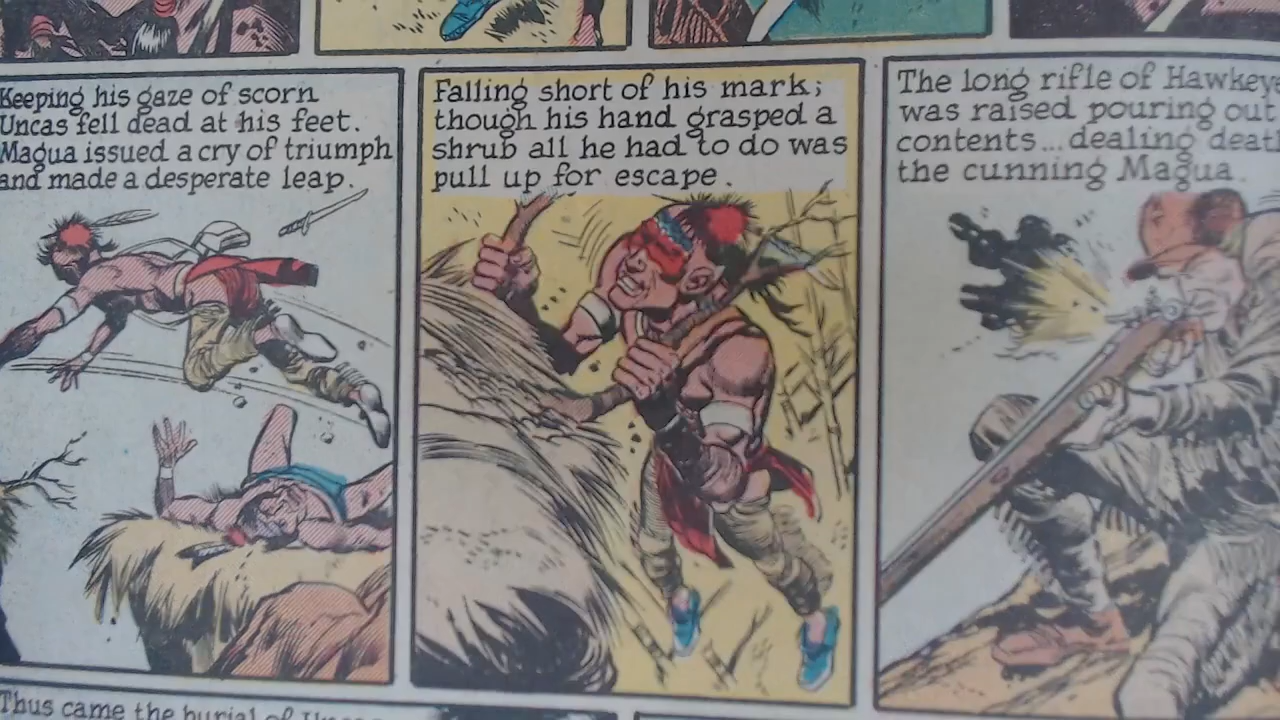 Keeping his gaze of scorn
Uncas fell dead at his feet.
Magua issued a cry of triumph
and made a desperate leap.
Falling short of his mark;
though his hand grasped a
shrub all he had to do was
pull up for escape.
The long rifle of Hawkeye
was raised pouring out
contents... dealing death
the cunning Magua.
Thus came the burial of Uncas